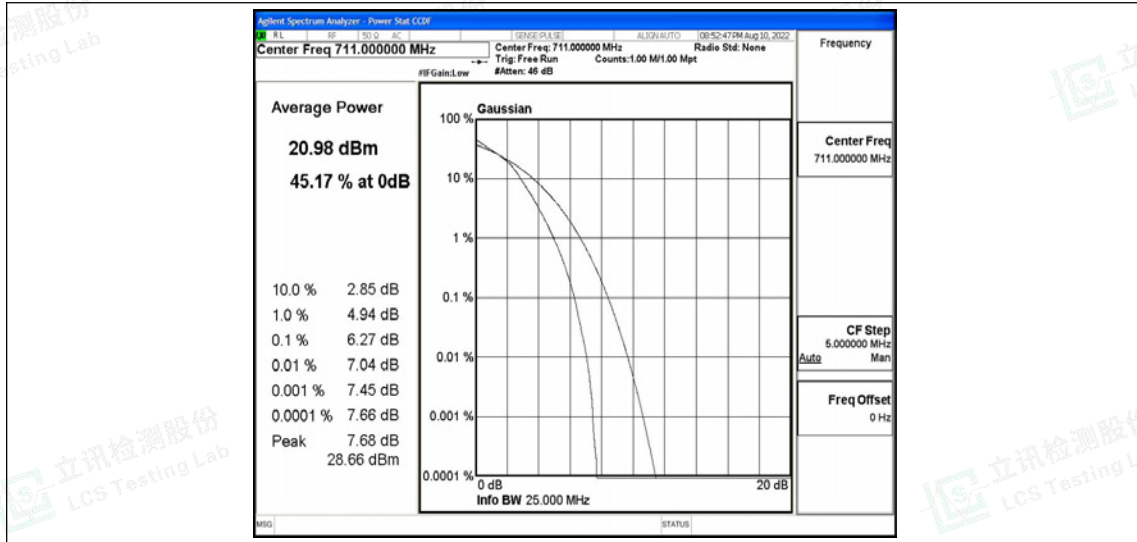 Agilent Spectrum Analyzer - Power Stat CCDF
RL RF 50 Ω AC SENSE:PULSE ALIGN AUTO 08:52:47 PM Aug 10, 2022
Center Freq 711.000000 MHz
Center Freq: 711.000000 MHz Radio Std: None
Trig: Free Run Counts:1.00 M/1.00 Mpt
#IFGain:Low #Atten: 46 dB
Frequency
Average Power
20.98 dBm
45.17 % at 0dB
10.0 % 2.85 dB
1.0 % 4.94 dB
0.1 % 6.27 dB
0.01 % 7.04 dB
0.001 % 7.45 dB
0.0001 % 7.66 dB
Peak 7.68 dB
28.66 dBm
Gaussian
100 %
10 %
1 %
0.1 %
0.01 %
0.001 %
0.0001 %
0 dB 20 dB
Info BW 25.000 MHz
Center Freq
711.000000 MHz
CF Step
5.000000 MHz
Auto Man
Freq Offset
0 Hz
MSG STATUS
立讯检测股份
LCS Testing Lab
立讯检测股份
LCS Testing L